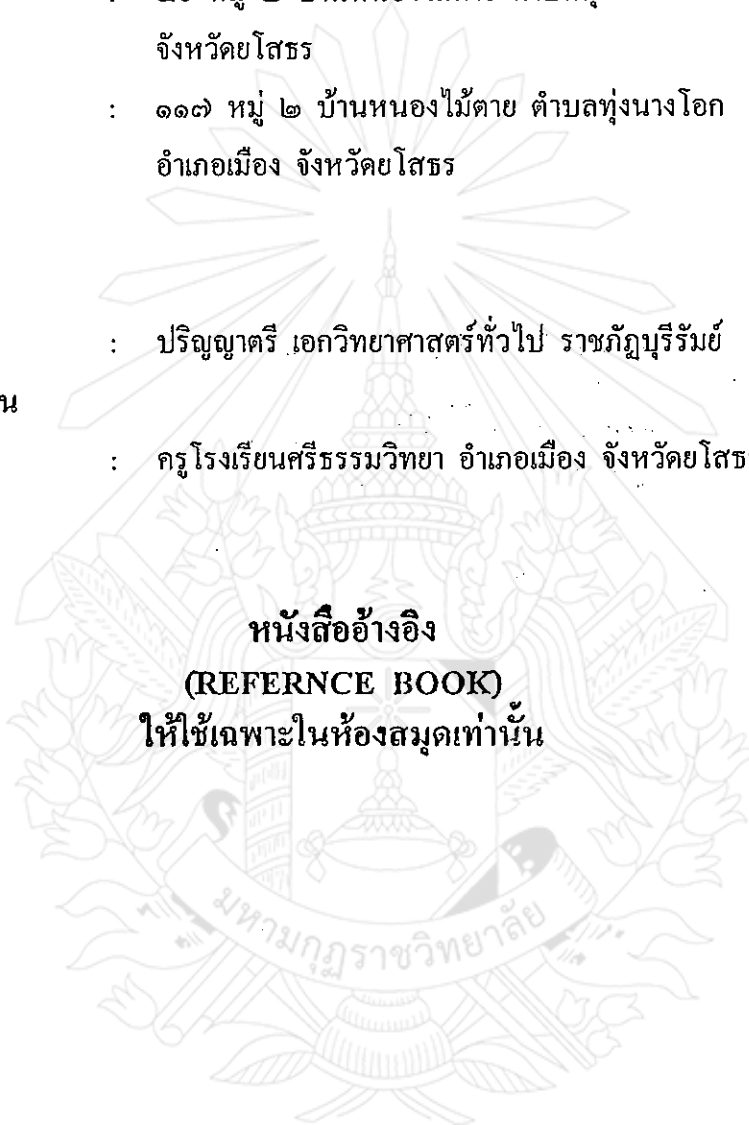 จังหวัดยโสธร
: ๑๑๗ หมู่ ๒ บ้านหนองไม้ตาย ตำบลทุ่งนางโอก
อำเภอเมือง จังหวัดยโสธร
: ปริญญาตรี เอกวิทยาศาสตร์ทั่วไป ราชภัฏบุรีรัมย์
น
: ครูโรงเรียนศรีธรรมวิทยา อำเภอเมือง จังหวัดยโสธ
หนังสืออ้างอิง
(REFERNCE BOOK)
ให้ใช้เฉพาะในห้องสมุดเท่านั้น
มหามกุฏราชวิทยาลัย